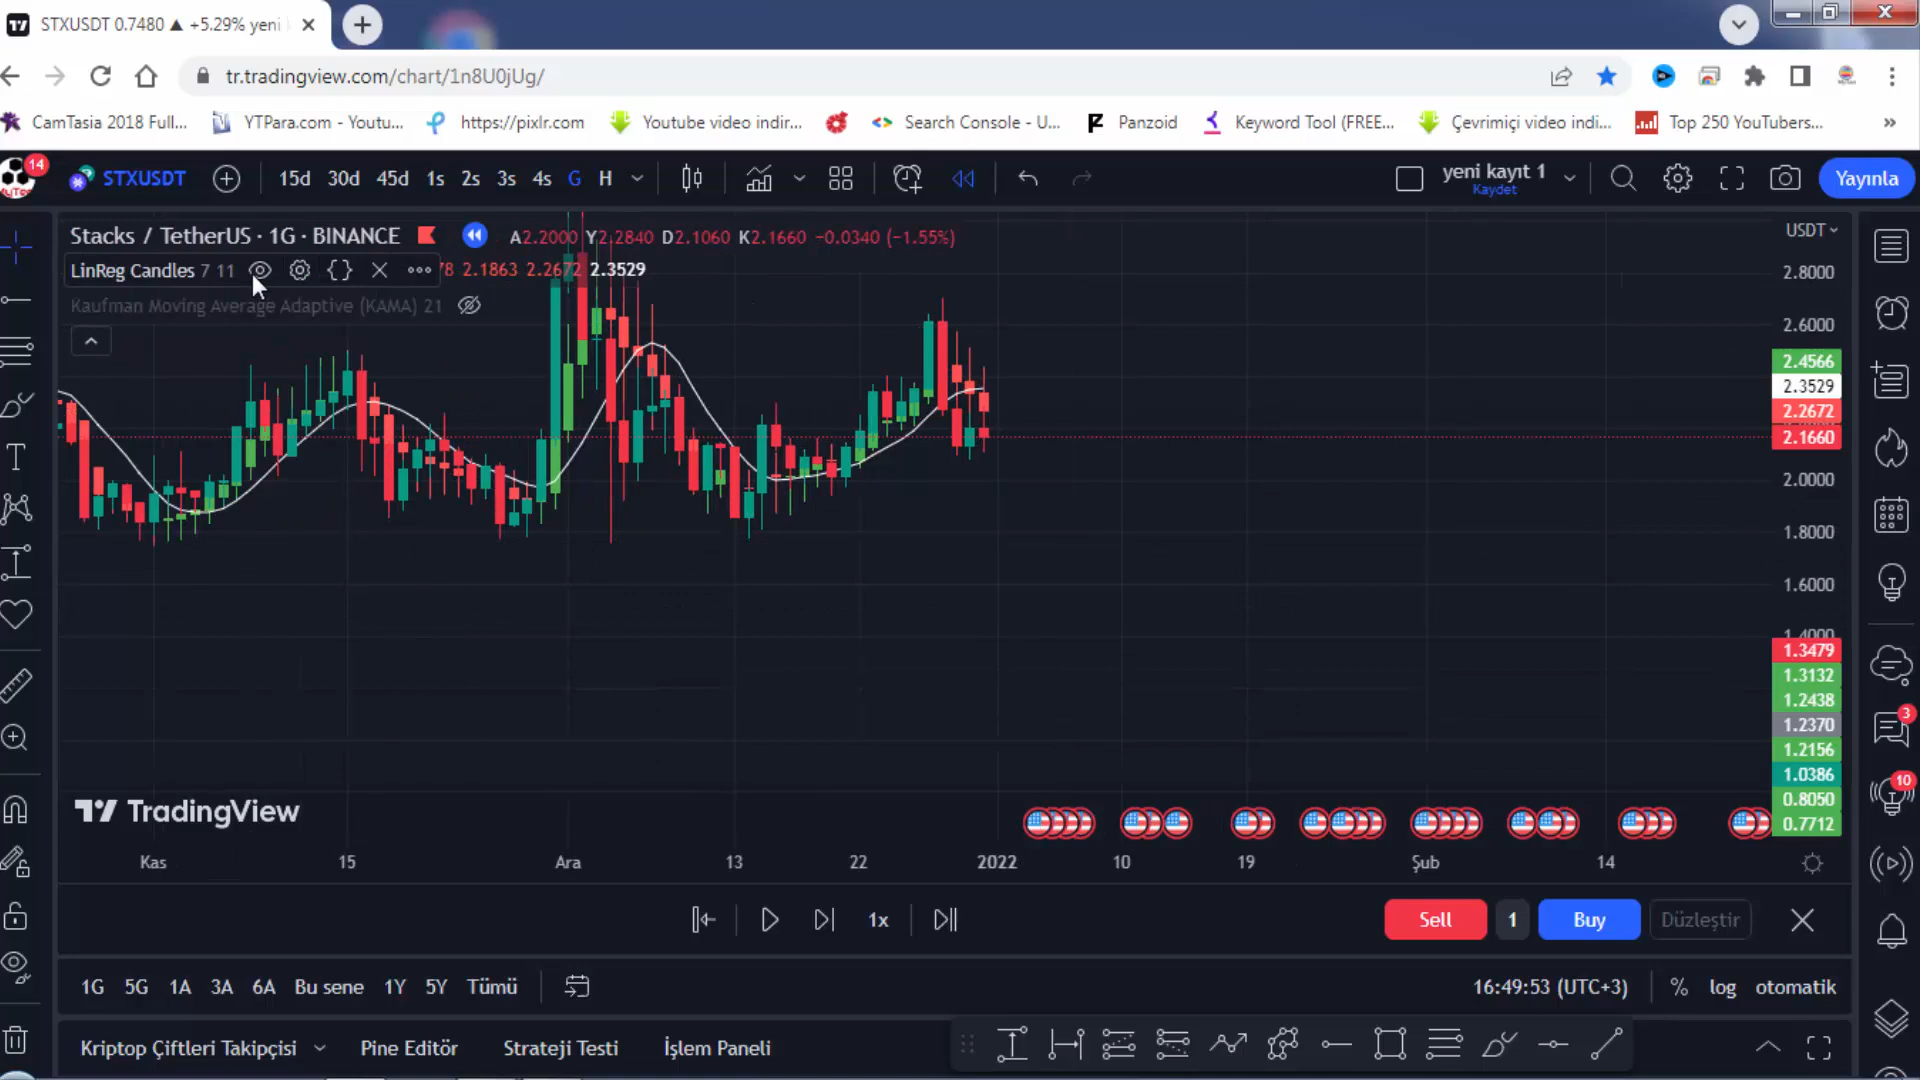 STXUSDT 0.7480 ▲ +5.29% yeni
tr.tradingview.com/chart/1n8U0jUg/
CamTasia 2018 Full...
YTPara.com - Youtu...
https://pixlr.com
Youtube video indir...
Search Console - U...
Panzoid
Keyword Tool (FREE...
Çevrimiçi video indi...
Top 250 YouTubers...
»
14
STXUSDT
15d 30d 45d 1s 2s 3s 4s G H
yeni kayıt 1
Kaydet
Yayınla
Stacks / TetherUS · 1G · BINANCE
A2.2000 Y2.2840 D2.1060 K2.1660 −0.0340 (−1.55%)
USDT
LinReg Candles 7 11
78 2.1863 2.2672 2.3529
Kaufman Moving Average Adaptive (KAMA) 21
2.8000
2.6000
2.4566
2.3529
2.2672
2.1660
2.0000
1.8000
1.6000
1.4000
1.3479
1.3132
1.2438
1.2370
1.2156
1.0386
0.8050
0.7712
3
10
TradingView
Kas 15 Ara 13 22 2022 10 19 Şub 14
1x
Sell 1 Buy Düzleştir
1G 5G 1A 3A 6A Bu sene 1Y 5Y Tümü
16:49:53 (UTC+3) % log otomatik
Kriptop Çiftleri Takipçisi Pine Editör Strateji Testi İşlem Paneli